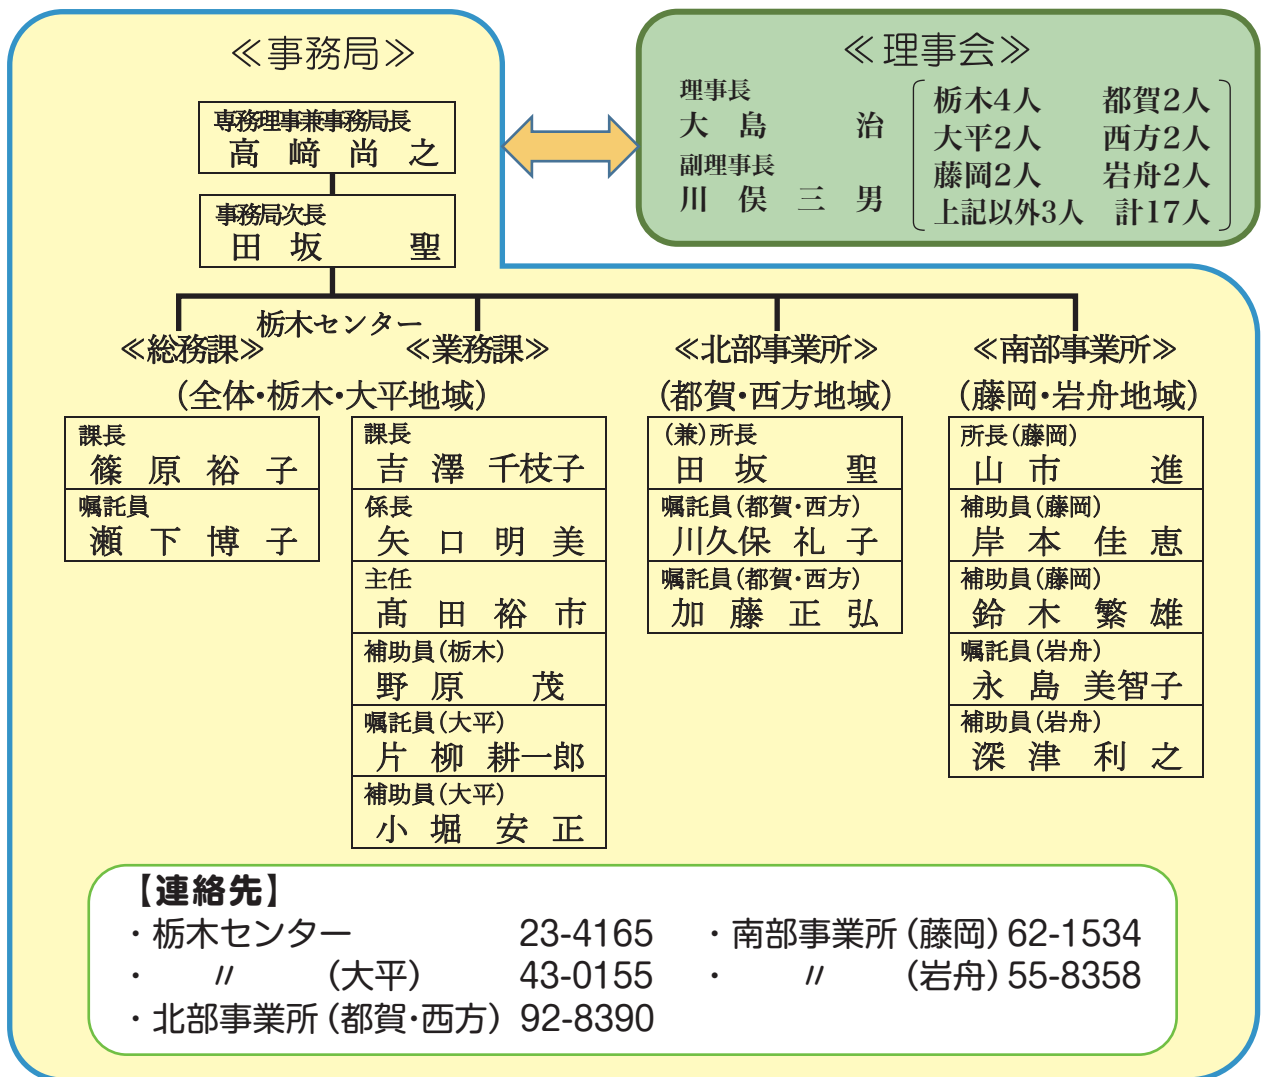 ≪事務局≫
専務理事兼事務局長
高 﨑 尚 之
事務局次長
田 坂 聖
≪理事会≫
理事長
大 島 治
副理事長
川 俣 三 男
栃木4人 都賀2人
大平2人 西方2人
藤岡2人 岩舟2人
上記以外3人 計17人
栃木センター
≪総務課≫ ≪業務課≫
(全体・栃木・大平地域)
課長
篠 原 裕 子
嘱託員
瀬 下 博 子
課長
吉 澤 千枝子
係長
矢 口 明 美
主任
髙 田 裕 市
補助員(栃木)
野 原 茂
嘱託員(大平)
片 柳 耕一郎
補助員(大平)
小 堀 安 正
≪北部事業所≫
(都賀・西方地域)
(兼)所長
田 坂 聖
嘱託員(都賀・西方)
川久保 礼 子
嘱託員(都賀・西方)
加 藤 正 弘
≪南部事業所≫
(藤岡・岩舟地域)
所長(藤岡)
山 市 進
補助員(藤岡)
岸 本 佳 恵
補助員(藤岡)
鈴 木 繁 雄
嘱託員(岩舟)
永 島 美智子
補助員(岩舟)
深 津 利 之
【連絡先】
・栃木センター 23-4165
・ 〃 (大平) 43-0155
・北部事業所(都賀・西方) 92-8390
・南部事業所(藤岡)62-1534
・ 〃 (岩舟)55-8358